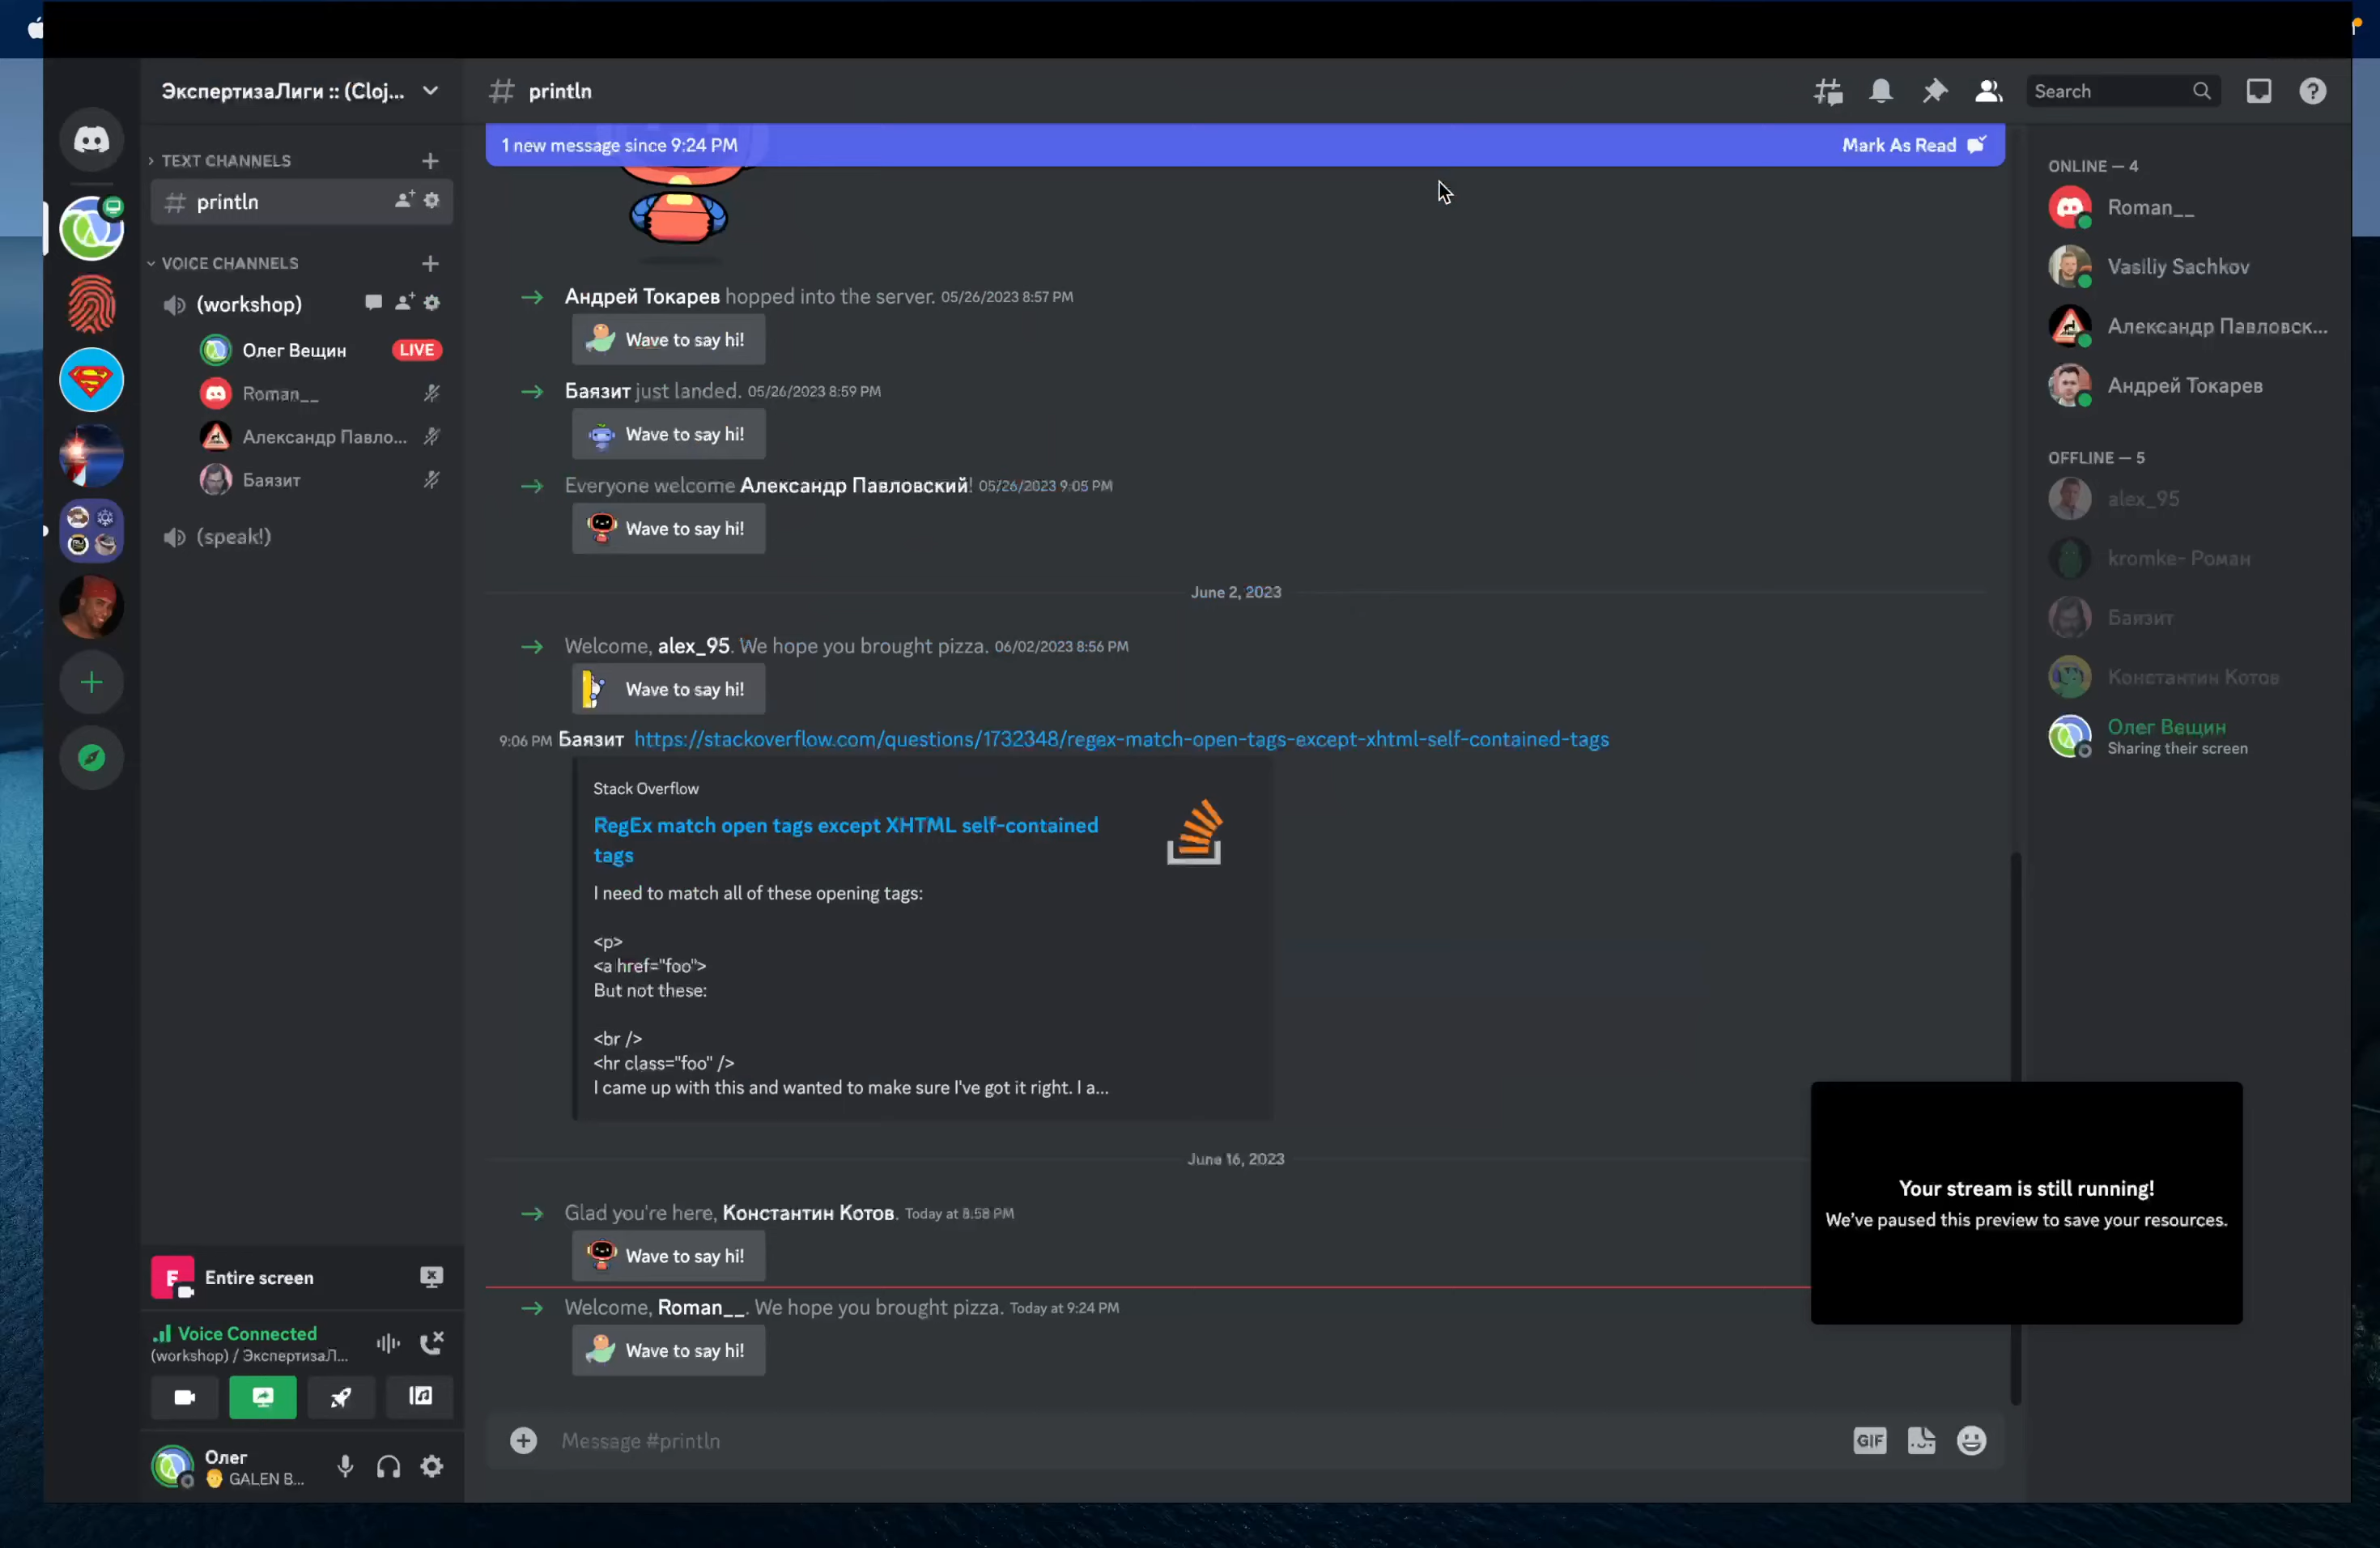 ЭкспертизаЛиги :: (Cloj...
println
Search
TEXT CHANNELS
println
VOICE CHANNELS
(workshop)
Олег Вещин
LIVE
Roman__
Александр Павло...
Баязит
(speak!)
Entire screen
Voice Connected
(workshop) / ЭкспертизаЛ...
Олег
GALEN B...
1 new message since 9:24 PM
Mark As Read
Андрей Токарев hopped into the server. 05/26/2023 8:57 PM
Wave to say hi!
Баязит just landed. 05/26/2023 8:59 PM
Wave to say hi!
Everyone welcome Александр Павловский! 05/26/2023 9:05 PM
Wave to say hi!
June 2, 2023
Welcome, alex_95. We hope you brought pizza. 06/02/2023 8:56 PM
Wave to say hi!
9:06 PM Баязит https://stackoverflow.com/questions/1732348/regex-match-open-tags-except-xhtml-self-contained-tags
Stack Overflow
RegEx match open tags except XHTML self-contained
tags
I need to match all of these opening tags:
<p>
<a href="foo">
But not these:
<br />
<hr class="foo" />
I came up with this and wanted to make sure I've got it right. I a...
June 16, 2023
Glad you're here, Константин Котов. Today at 8:58 PM
Wave to say hi!
Welcome, Roman__. We hope you brought pizza. Today at 9:24 PM
Wave to say hi!
Message #println
GIF
ONLINE — 4
Roman__
Vasiliy Sachkov
Александр Павловск...
Андрей Токарев
OFFLINE — 5
alex_95
kromke- Роман
Баязит
Константин Котов
Олег Вещин
Sharing their screen
Your stream is still running!
We've paused this preview to save your resources.